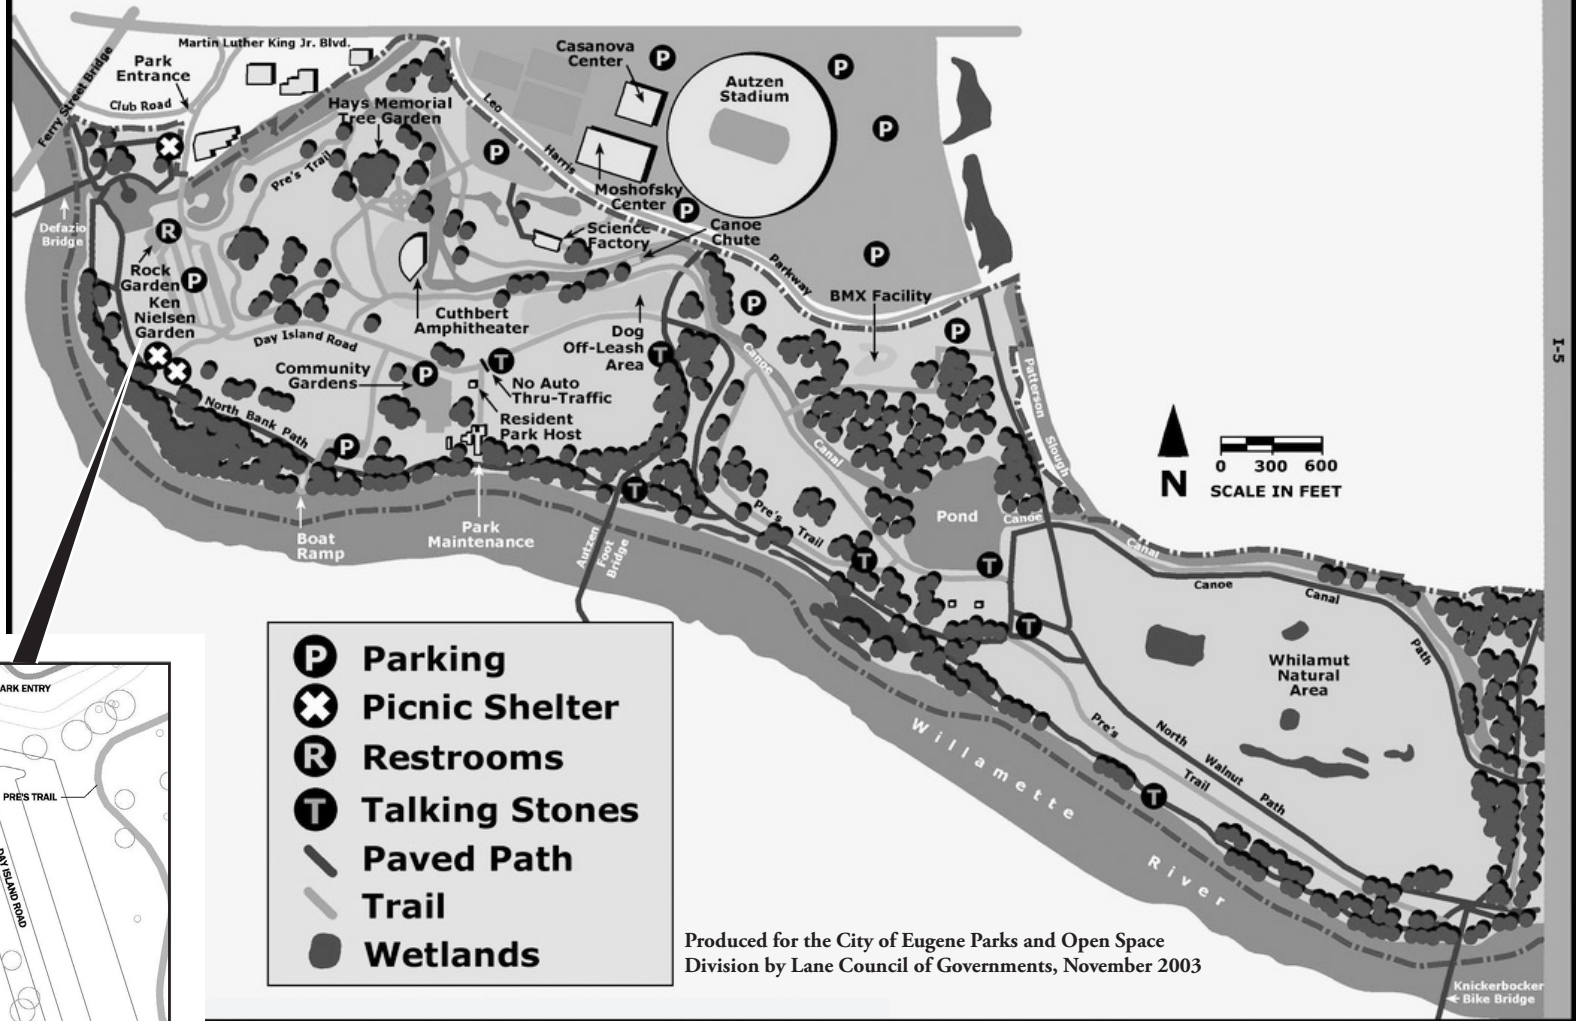 Martin Luther King Jr. Blvd.
Park
Entrance
Ferry Street Bridge
Club Road
Hays Memorial
Tree Garden
Pre's Trail
Leo
Harris
Parkway
Casanova
Center
P
P
Autzen
Stadium
P
P
Moshofsky
Center
P
P
Science
Factory
Canoe
Chute
Defazio
Bridge
R
Rock
Garden
P
Ken
Nielsen
Garden
Day Island Road
Cuthbert
Amphitheater
Dog
Off-Leash
Area
T
P
BMX Facility
P
Patterson
Slough
Canoe
Canal
Community
Gardens
P
T
No Auto
Thru-Traffic
Resident
Park Host
North Bank Path
P
Boat
Ramp
Park
Maintenance
Autzen
Foot
Bridge
T
Pre's
Trail
T
Pond
T
Canoe
Canal
T
Canoe
Canal
Path
Whilamut
Natural
Area
Pre's
Trail
North
Walnut
Path
T
Willamette
River
Knickerbocker
Bike Bridge
I-5
N
0 300 600
SCALE IN FEET
P Parking
Picnic Shelter
R Restrooms
T Talking Stones
Paved Path
Trail
Wetlands
Produced for the City of Eugene Parks and Open Space
Division by Lane Council of Governments, November 2003
ARK ENTRY
PRE'S TRAIL
DAY ISLAND ROAD